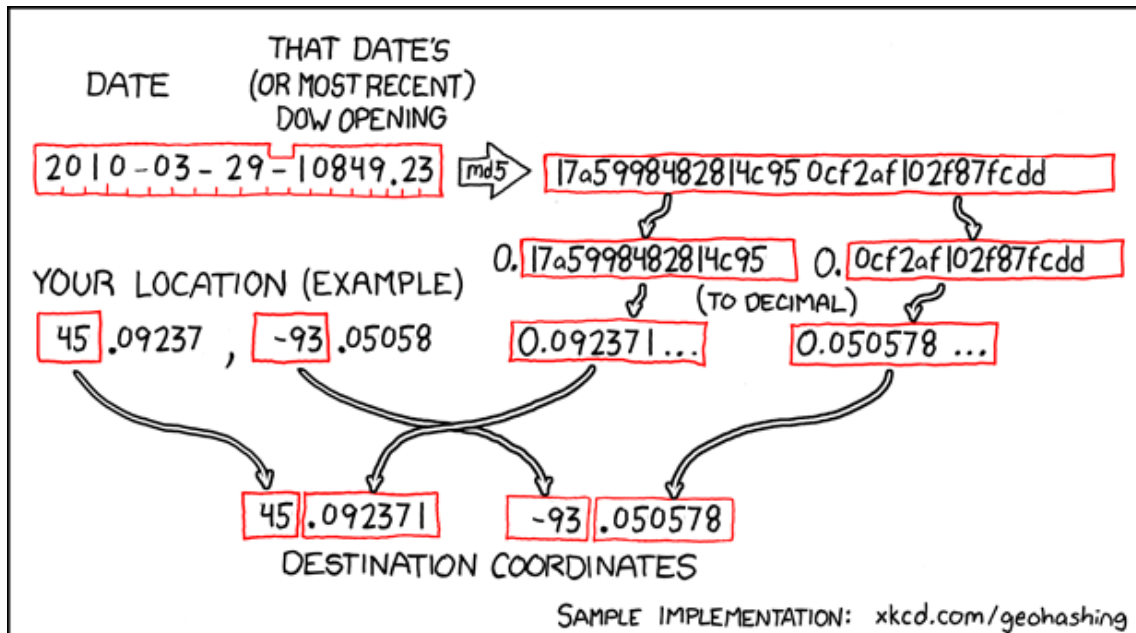 THAT DATE'S
(OR MOST RECENT)
DOW OPENING
DATE
2010-03-29-10849.23
md5
17a5998482814c95 0cf2af102f87fcdd
0. 17a5998482814c95
0. 0cf2af102f87fcdd
(TO DECIMAL)
0.092371...
0.050578 ...
YOUR LOCATION (EXAMPLE)
45 .09237 , -93 .05058
45 .092371 -93 .050578
DESTINATION COORDINATES
SAMPLE IMPLEMENTATION: xkcd.com/geohashing